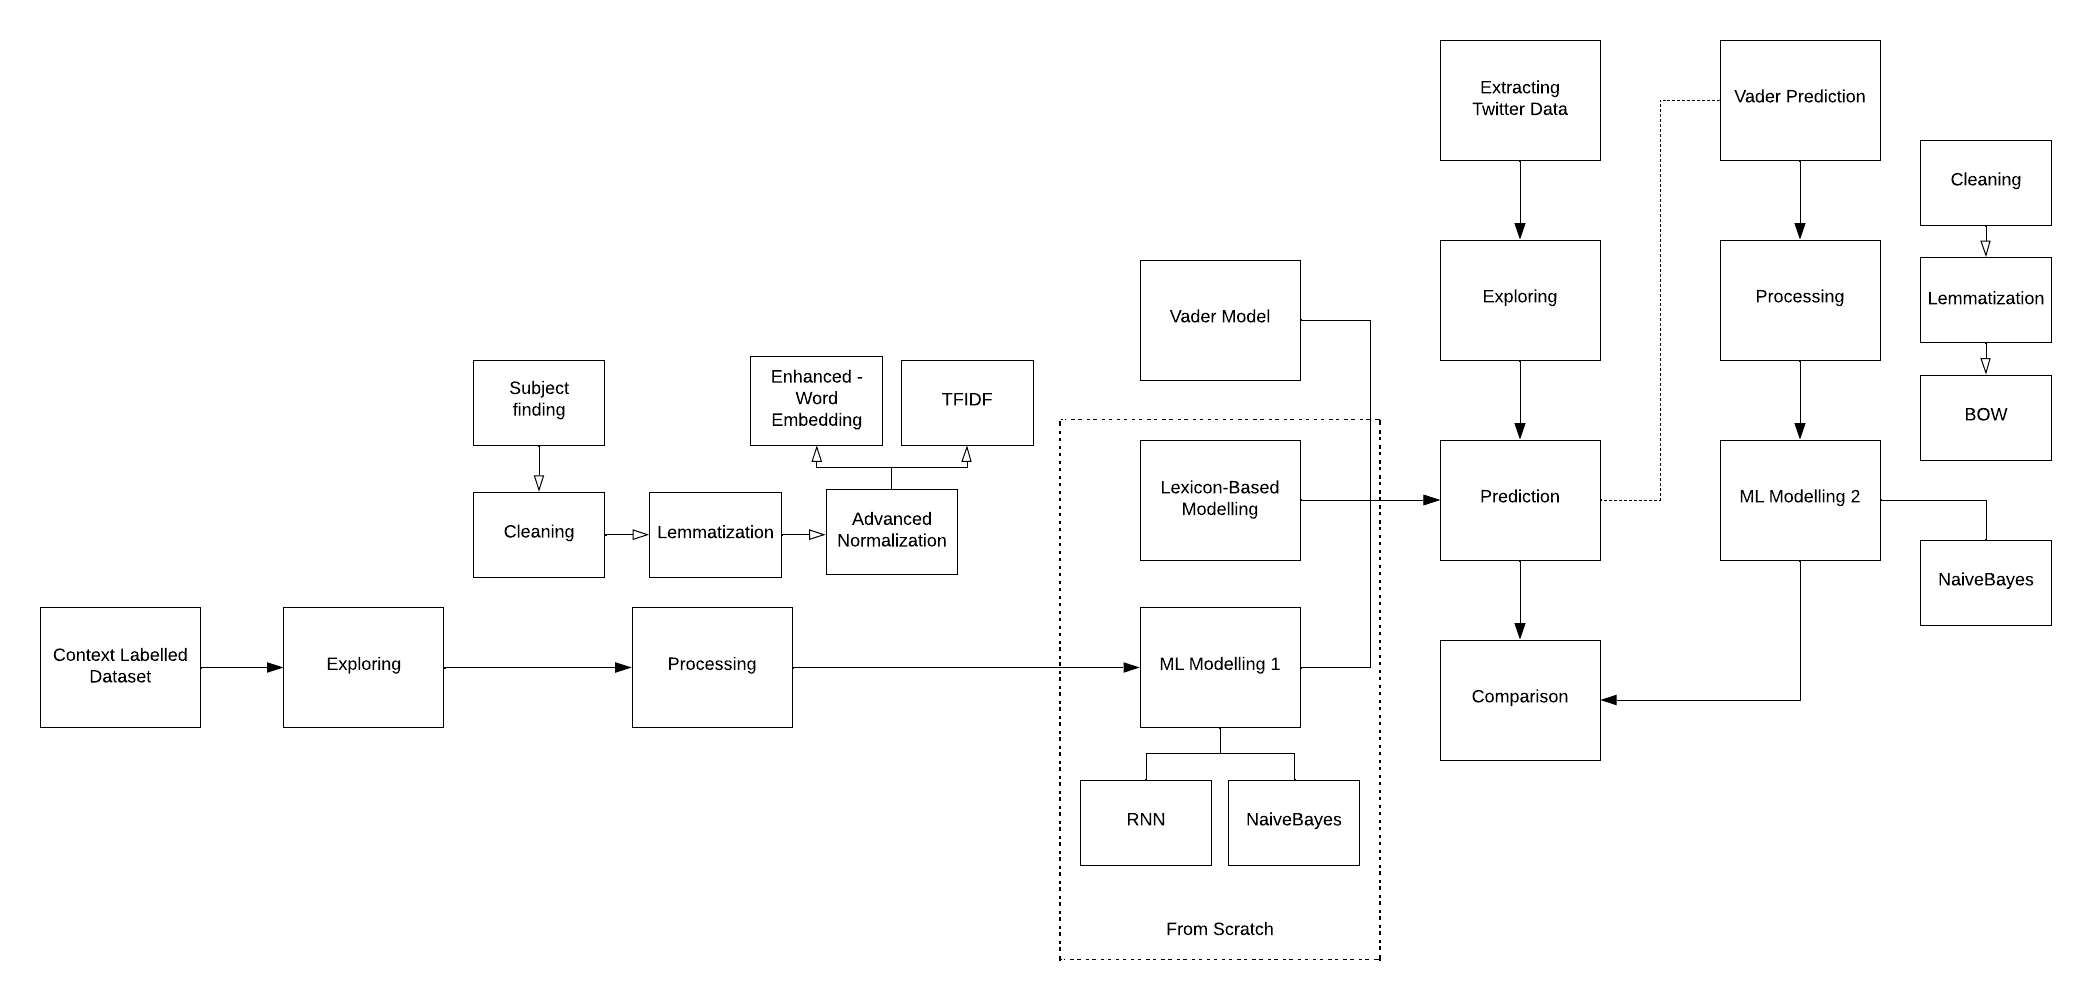 Extracting
Twitter Data
Vader Prediction
Cleaning
Exploring
Processing
Lemmatization
Vader Model
Subject
finding
Enhanced -
Word
Embedding
TFIDF
BOW
Lexicon-Based
Modelling
Prediction
ML Modelling 2
Cleaning
Lemmatization
Advanced
Normalization
NaiveBayes
Context Labelled
Dataset
Exploring
Processing
ML Modelling 1
Comparison
RNN
NaiveBayes
From Scratch